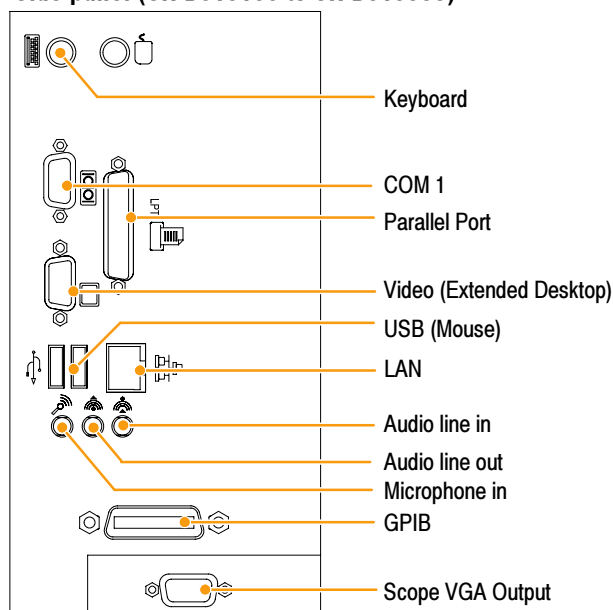 Keyboard
COM 1
LPT
Parallel Port
Video (Extended Desktop)
USB (Mouse)
LAN
Audio line in
Audio line out
Microphone in
GPIB
Scope VGA Output